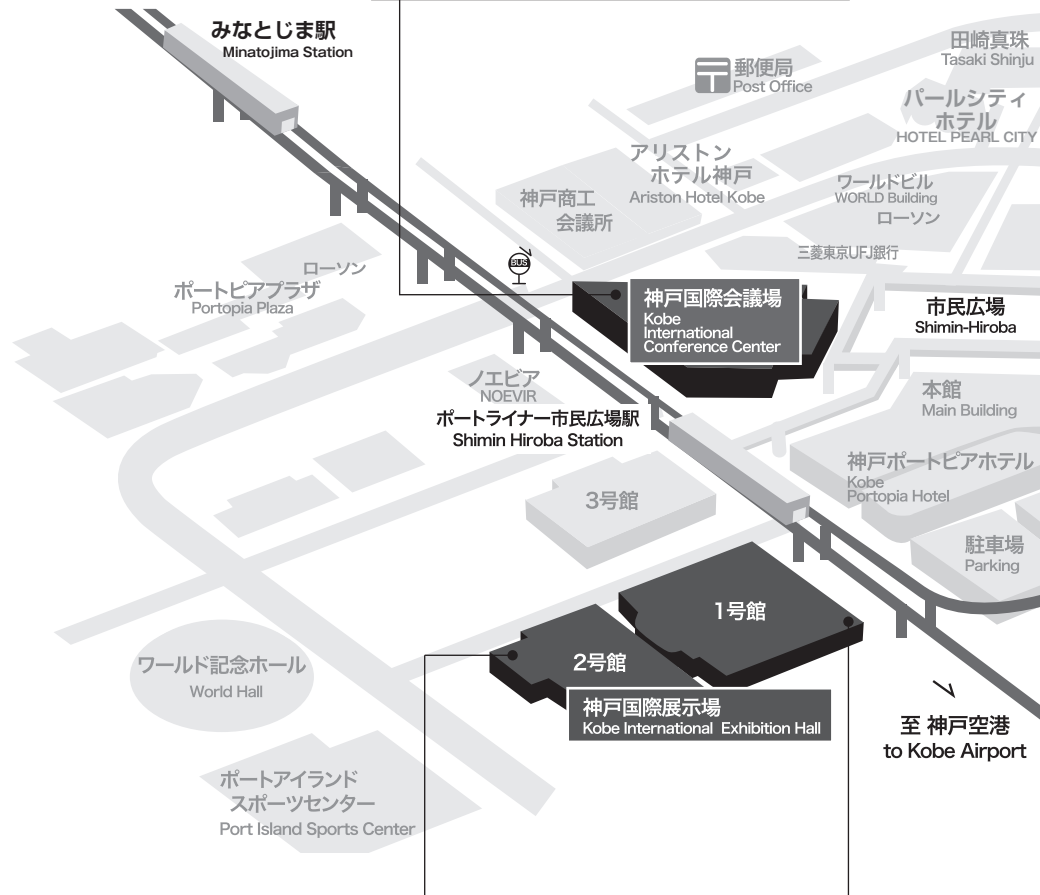 みなとじま駅
Minatojima Station
郵便局
Post Office
田崎真珠
Tasaki Shinju
パールシティ
ホテル
HOTEL PEARL CITY
アリストン
ホテル神戸
Ariston Hotel Kobe
ワールドビル
WORLD Building
ローソン
神戸商工
会議所
三菱東京UFJ銀行
BUS
ローソン
ポートピアプラザ
Portopia Plaza
神戸国際会議場
Kobe
International
Conference Center
市民広場
Shimin-Hiroba
ノエビア
NOEVIR
本館
Main Building
ポートライナー市民広場駅
Shimin Hiroba Station
神戸ポートピアホテル
Kobe
Portopia Hotel
3号館
駐車場
Parking
1号館
2号館
ワールド記念ホール
World Hall
神戸国際展示場
Kobe International Exhibition Hall
至 神戸空港
to Kobe Airport
ポートアイランド
スポーツセンター
Port Island Sports Center